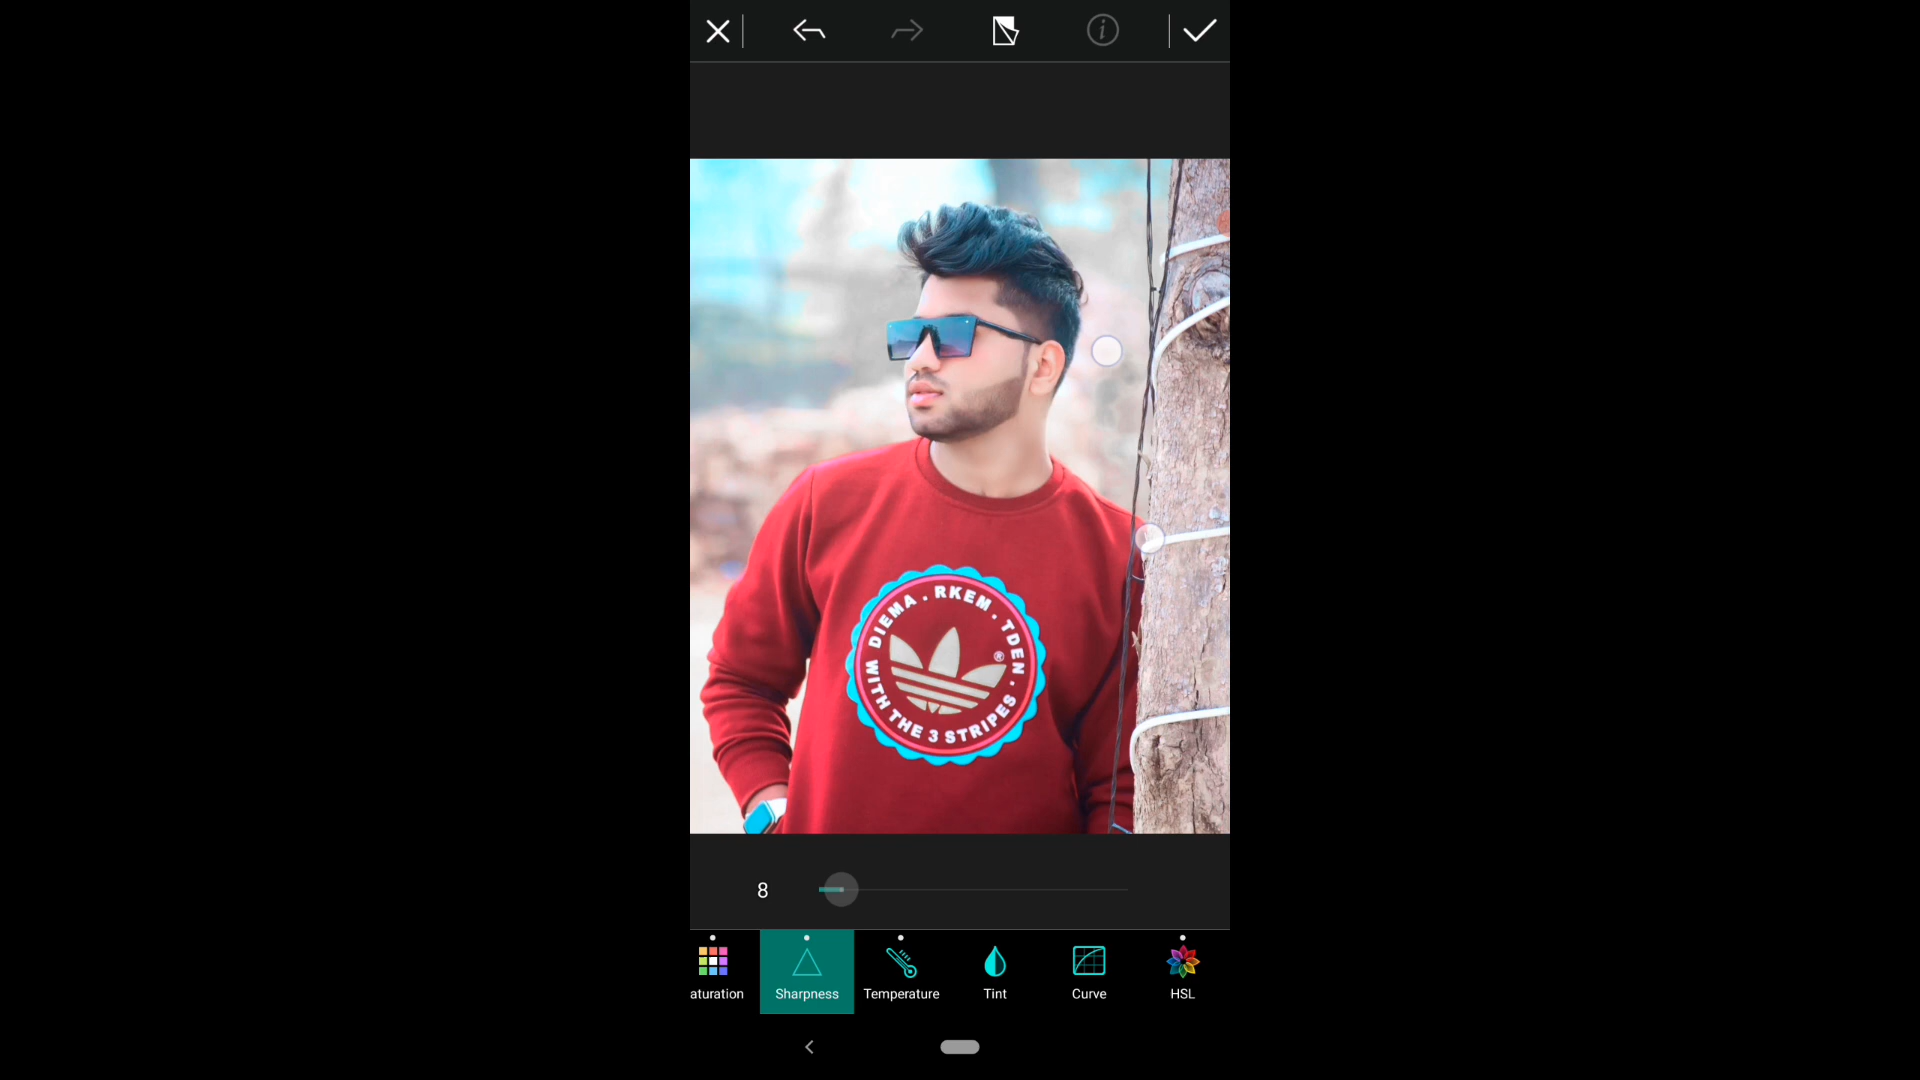 DIEMA . RKEM . TDEN .
WITH THE 3 STRIPES
®
8
aturation
Sharpness
Temperature
Tint
Curve
HSL